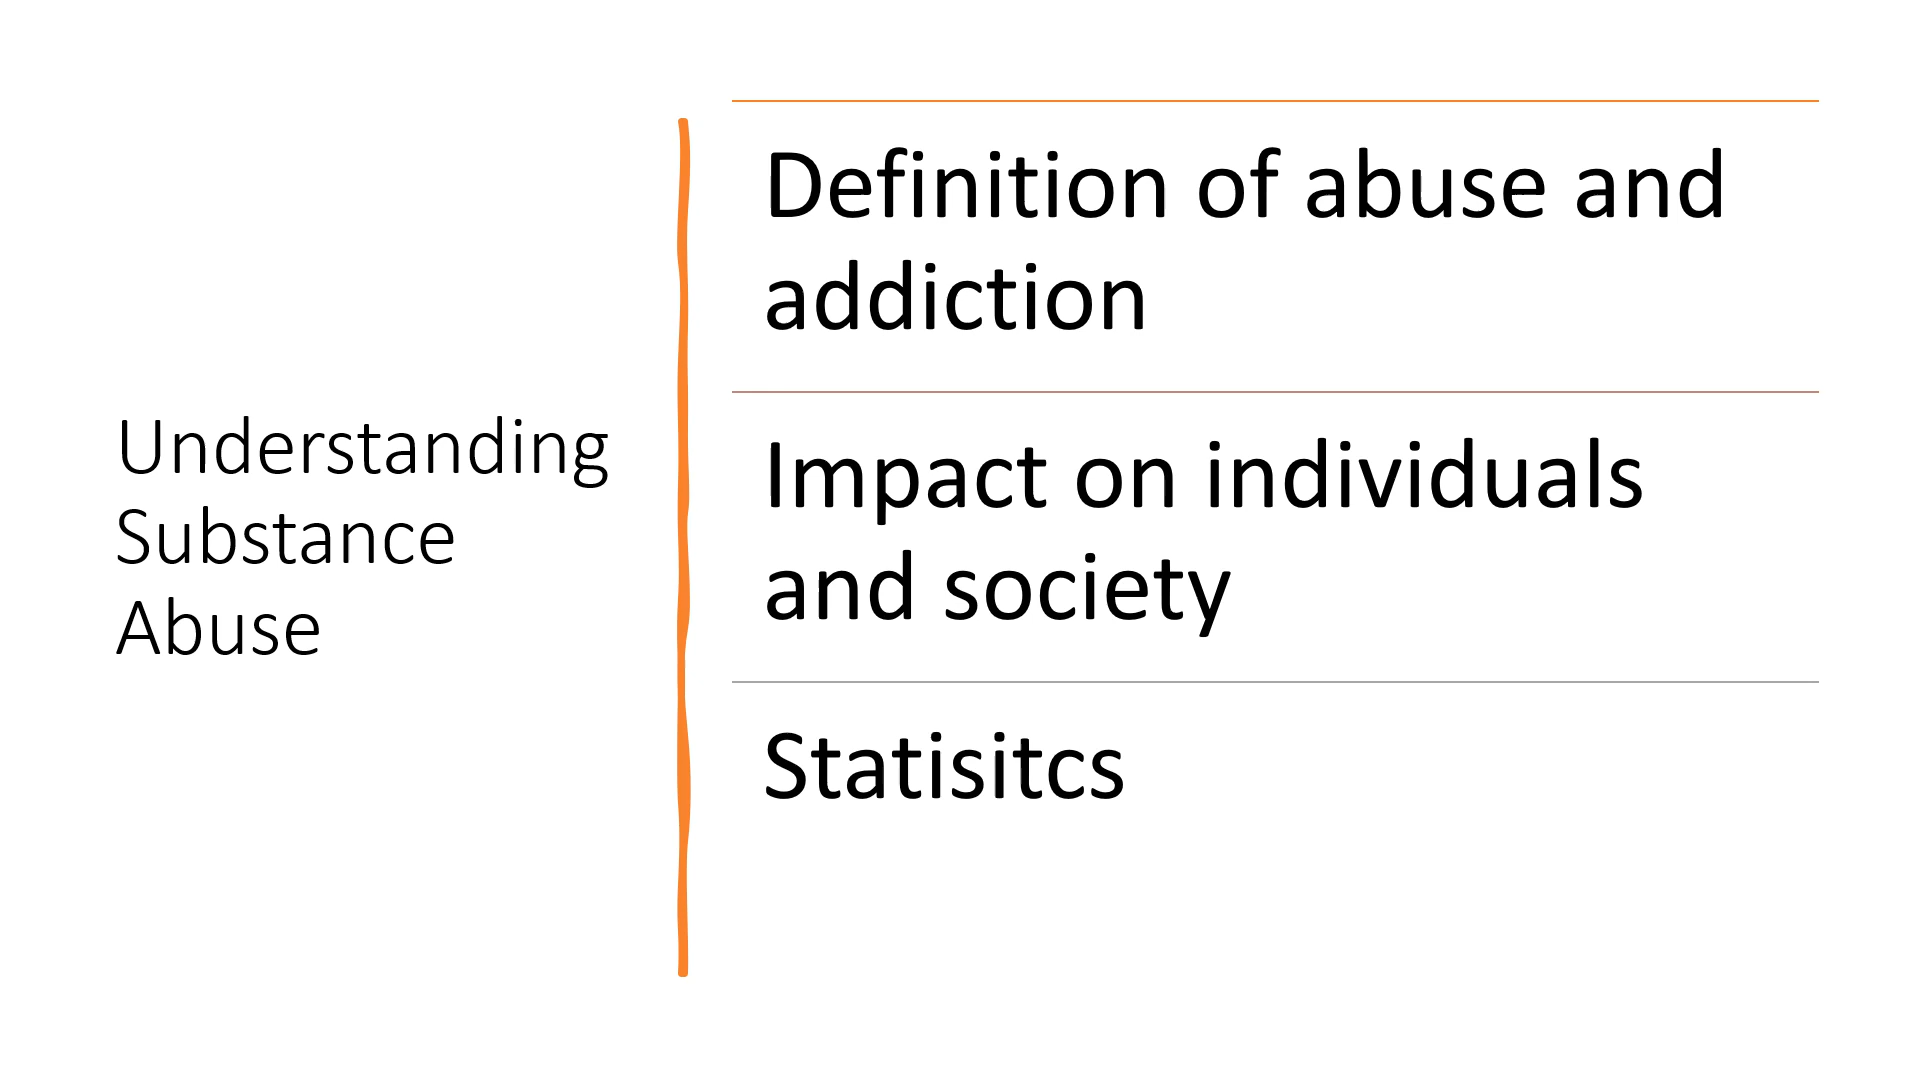 Understanding
Substance
Abuse
Definition of abuse and
addiction
Impact on individuals
and society
Statisitcs